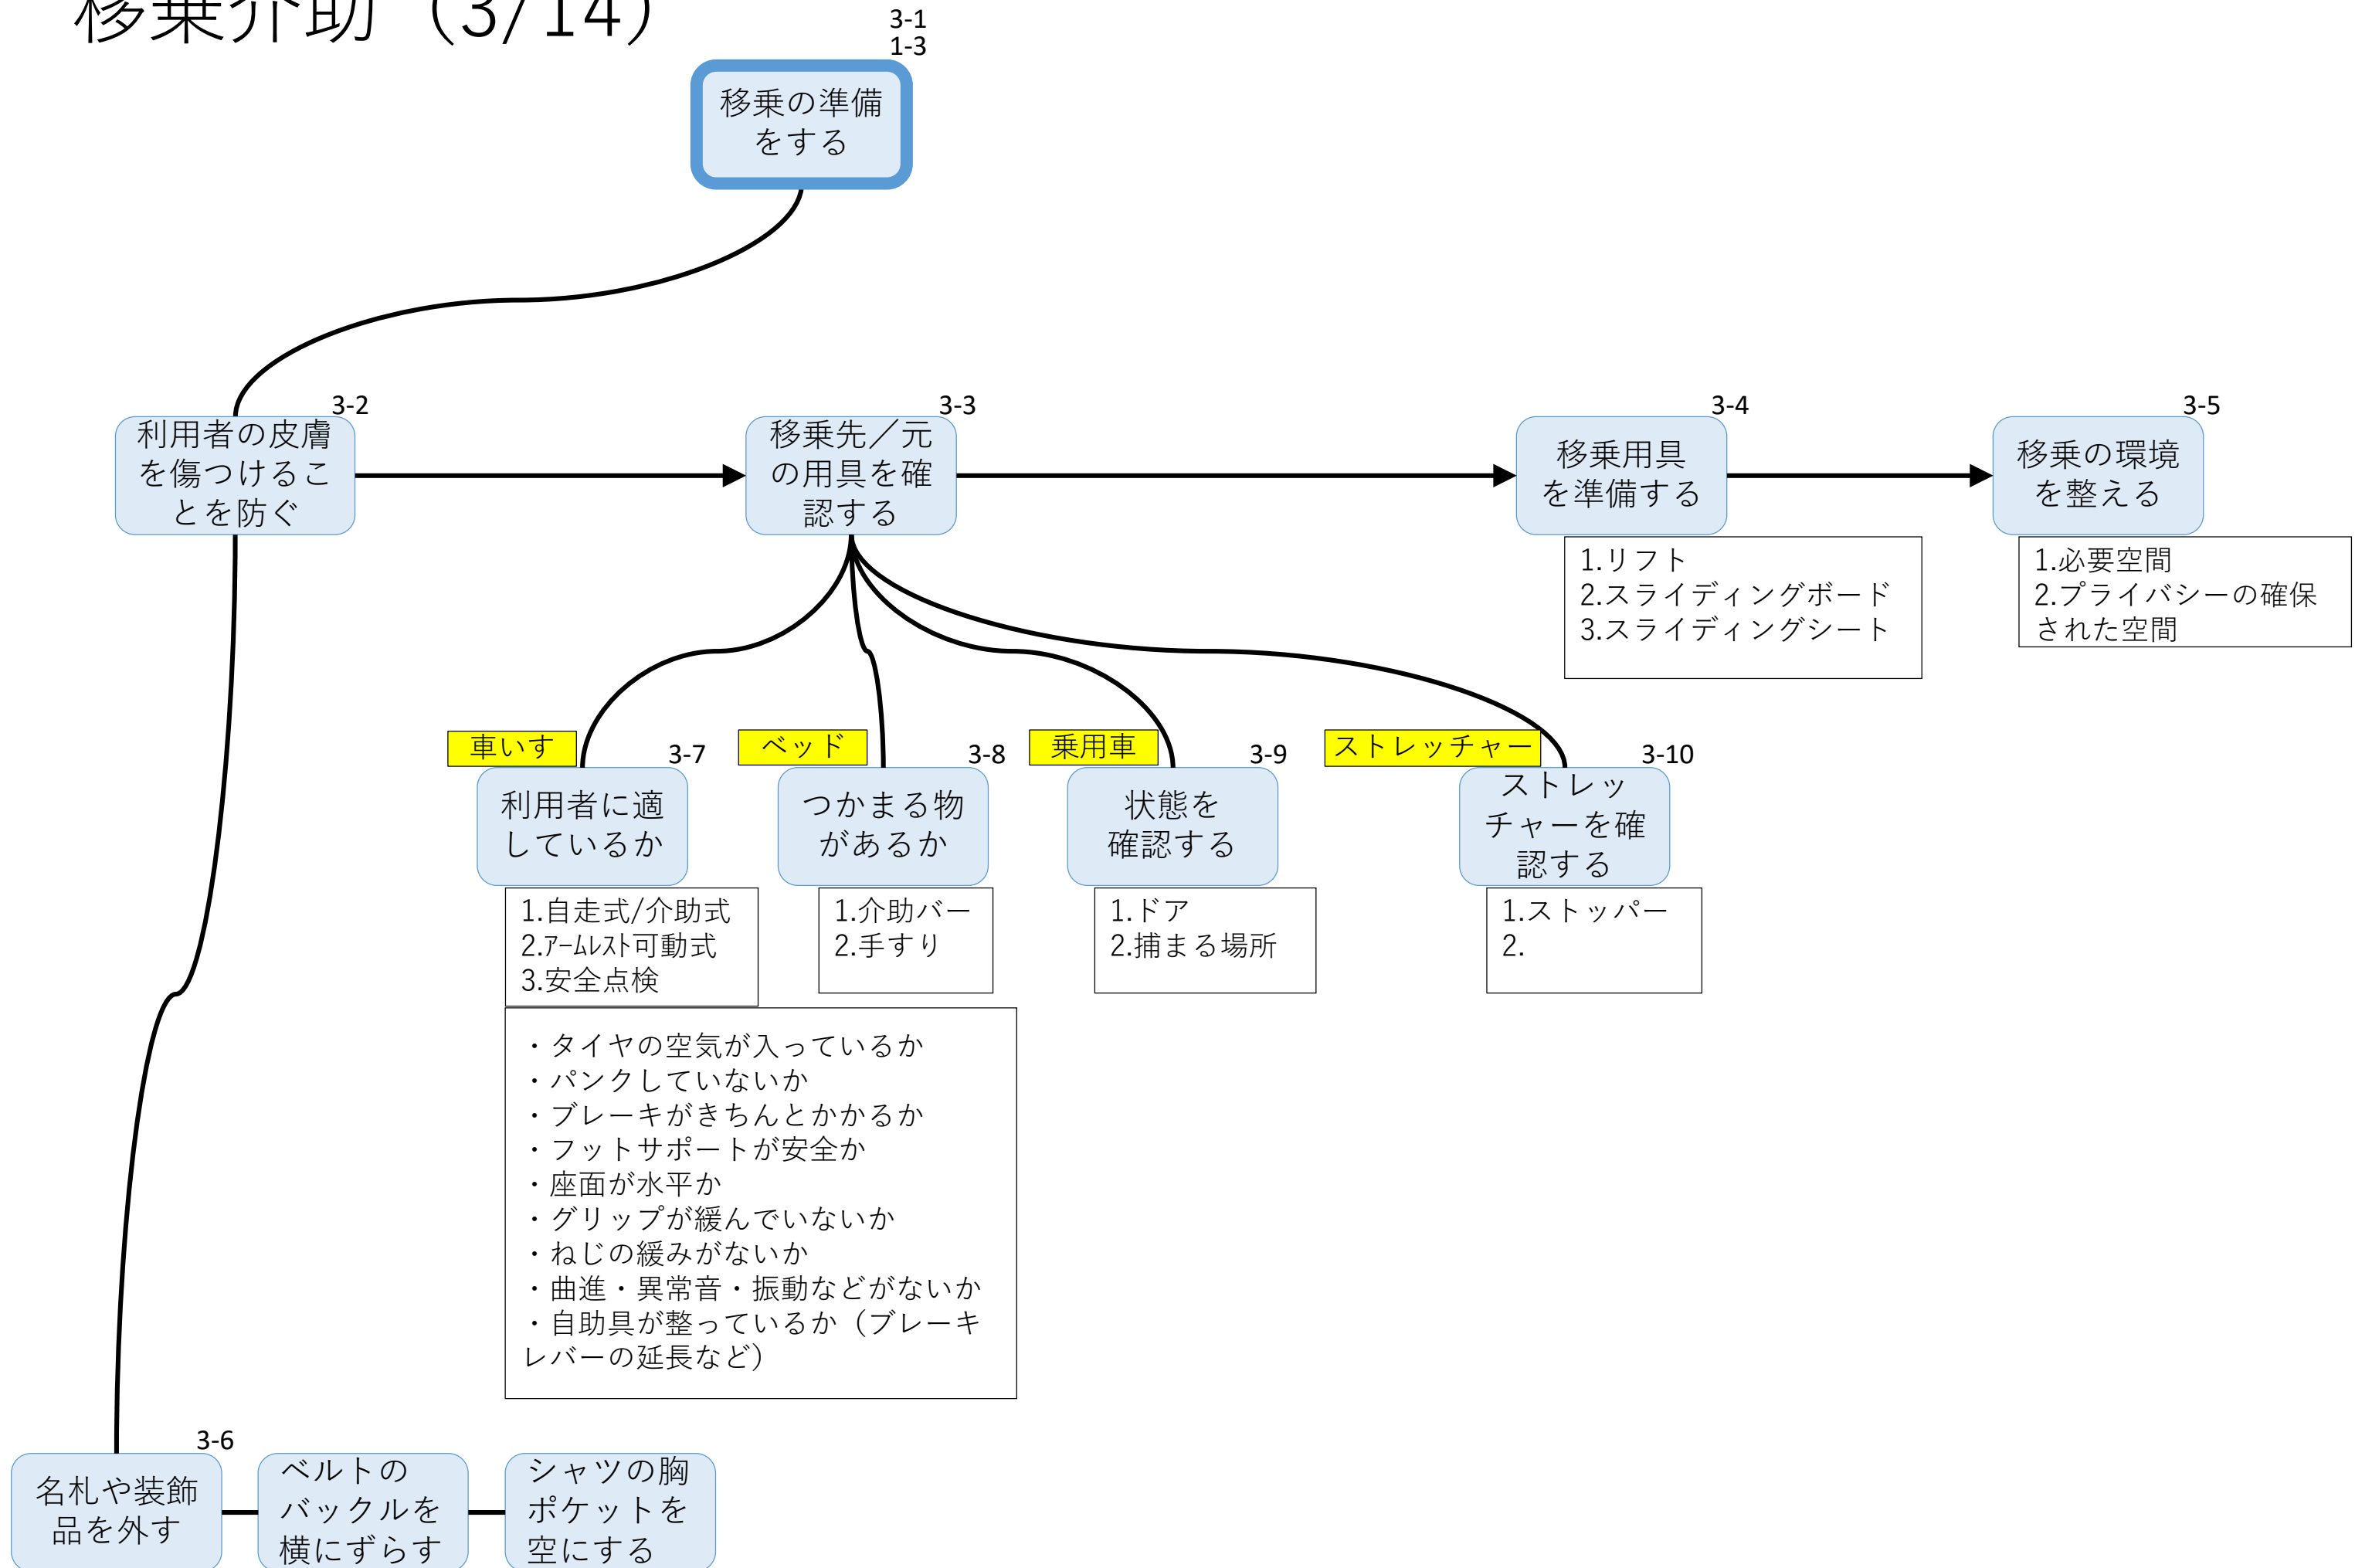 移乗介助（3/14）
3-1
1-3
移乗の準備
をする
3-2
利用者の皮膚
を傷つけるこ
とを防ぐ
3-3
移乗先／元
の用具を確
認する
3-4
移乗用具
を準備する
3-5
移乗の環境
を整える
1.リフト
2.スライディングボード
3.スライディングシート
1.必要空間
2.プライバシーの確保
された空間
車いす
3-7
利用者に適
しているか
ベッド
3-8
つかまる物
があるか
乗用車
3-9
状態を
確認する
ストレッチャー
3-10
ストレッ
チャーを確
認する
1.自走式/介助式
2.ｱｰﾑﾚｽﾄ可動式
3.安全点検
1.介助バー
2.手すり
1.ドア
2.捕まる場所
1.ストッパー
2.
・タイヤの空気が入っているか
・パンクしていないか
・ブレーキがきちんとかかるか
・フットサポートが安全か
・座面が水平か
・グリップが緩んでいないか
・ねじの緩みがないか
・曲進・異常音・振動などがないか
・自助具が整っているか（ブレーキ
レバーの延長など）
3-6
名札や装飾
品を外す
ベルトの
バックルを
横にずらす
シャツの胸
ポケットを
空にする